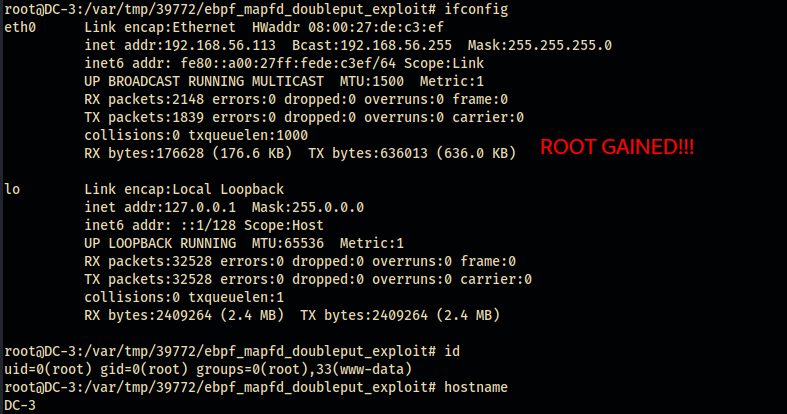 root@DC-3:/var/tmp/39772/ebpf_mapfd_doubleput_exploit# ifconfig
eth0      Link encap:Ethernet  HWaddr 08:00:27:de:c3:ef
          inet addr:192.168.56.113  Bcast:192.168.56.255  Mask:255.255.255.0
          inet6 addr: fe80::a00:27ff:fede:c3ef/64 Scope:Link
          UP BROADCAST RUNNING MULTICAST  MTU:1500  Metric:1
          RX packets:2148 errors:0 dropped:0 overruns:0 frame:0
          TX packets:1839 errors:0 dropped:0 overruns:0 carrier:0
          collisions:0 txqueuelen:1000
          RX bytes:176628 (176.6 KB)  TX bytes:636013 (636.0 KB)
ROOT GAINED!!!
lo        Link encap:Local Loopback
          inet addr:127.0.0.1  Mask:255.0.0.0
          inet6 addr: ::1/128 Scope:Host
          UP LOOPBACK RUNNING  MTU:65536  Metric:1
          RX packets:32528 errors:0 dropped:0 overruns:0 frame:0
          TX packets:32528 errors:0 dropped:0 overruns:0 carrier:0
          collisions:0 txqueuelen:1
          RX bytes:2409264 (2.4 MB)  TX bytes:2409264 (2.4 MB)
root@DC-3:/var/tmp/39772/ebpf_mapfd_doubleput_exploit# id
uid=0(root) gid=0(root) groups=0(root),33(www-data)
root@DC-3:/var/tmp/39772/ebpf_mapfd_doubleput_exploit# hostname
DC-3